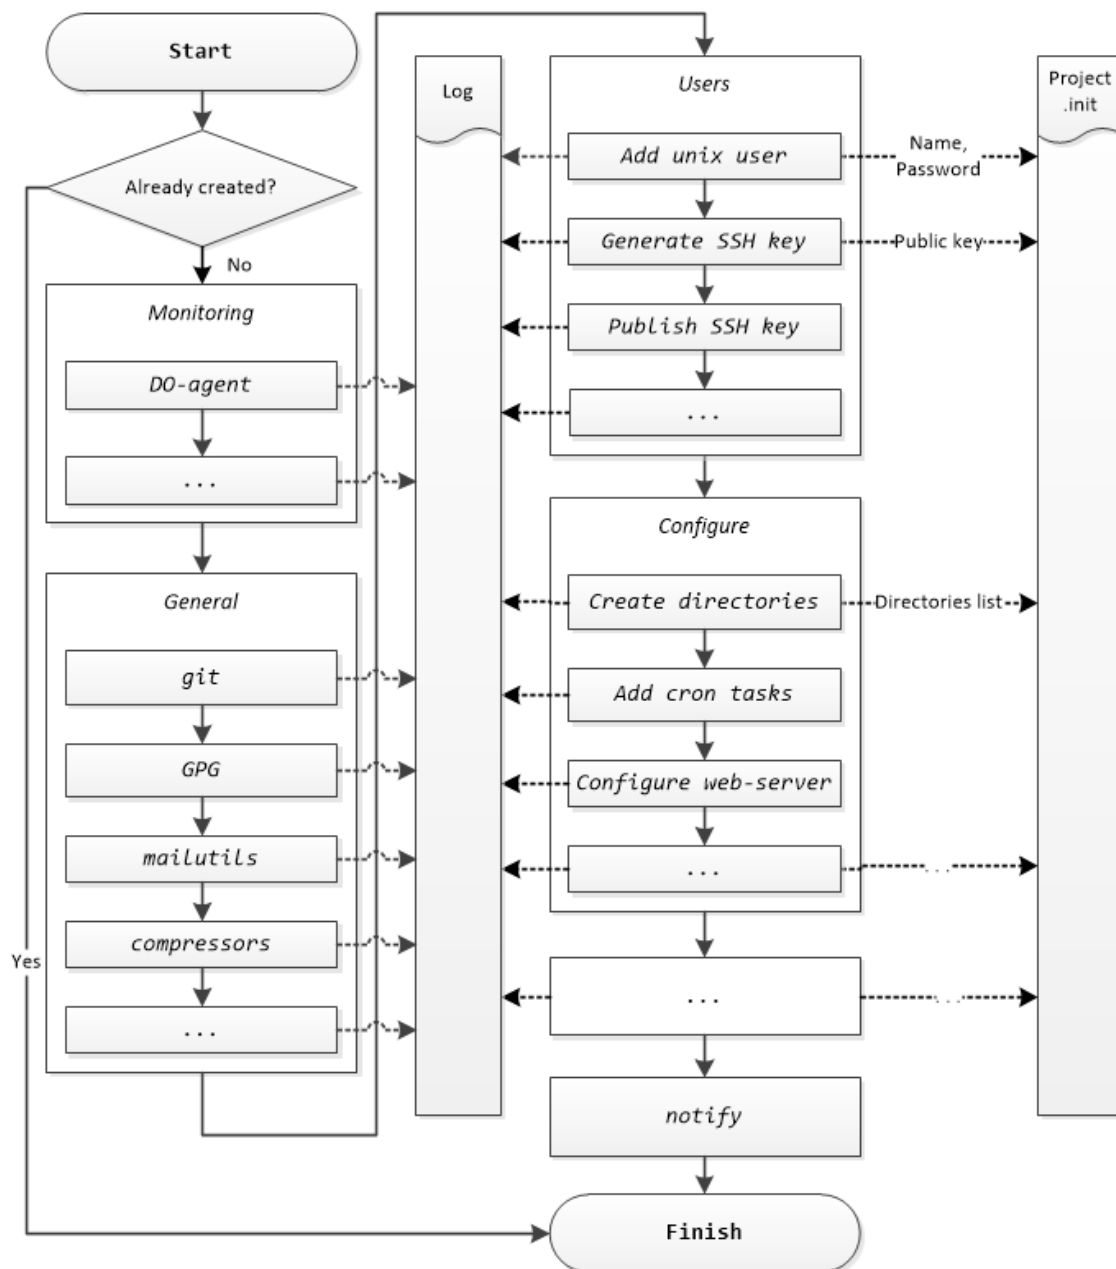 Start
Already created?
No
Yes
Monitoring
DO-agent
...
General
git
GPG
mailutils
compressors
...
Log
Users
Add unix user
Name,
Password
Generate SSH key
Public key
Publish SSH key
...
Configure
Create directories
Directories list
Add cron tasks
Configure web-server
...
...
...
...
notify
Finish
Project
.init